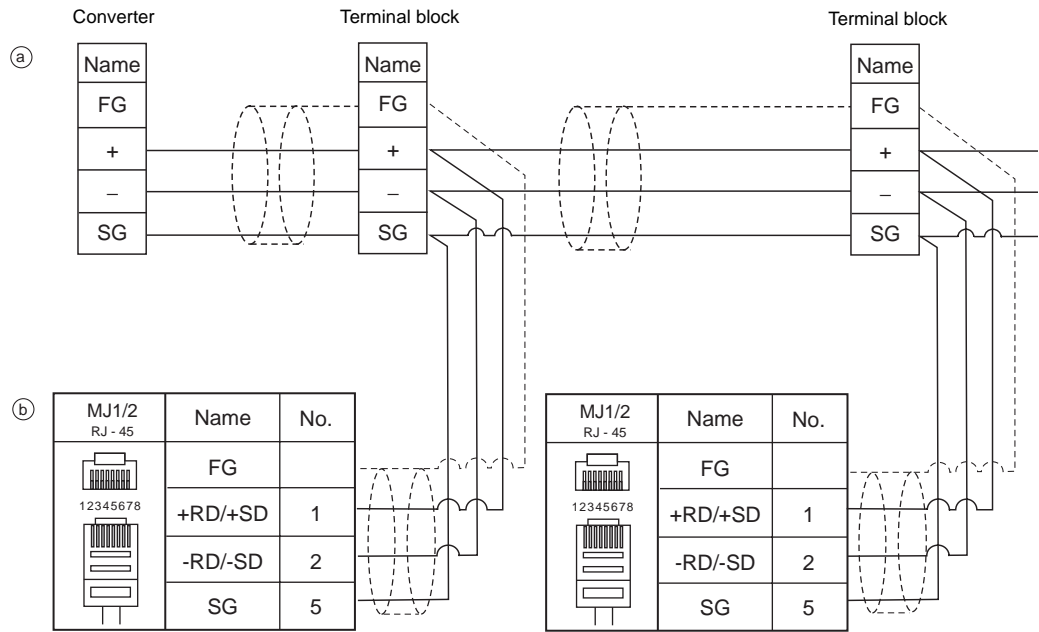 Converter Terminal block Terminal block
ⓐ
Name Name Name
FG FG FG
+ + +
− − −
SG SG SG
ⓑ
MJ1/2 Name No. MJ1/2 Name No.
RJ - 45 RJ - 45
FG FG
12345678 12345678
+RD/+SD 1 +RD/+SD 1
-RD/-SD 2 -RD/-SD 2
SG 5 SG 5